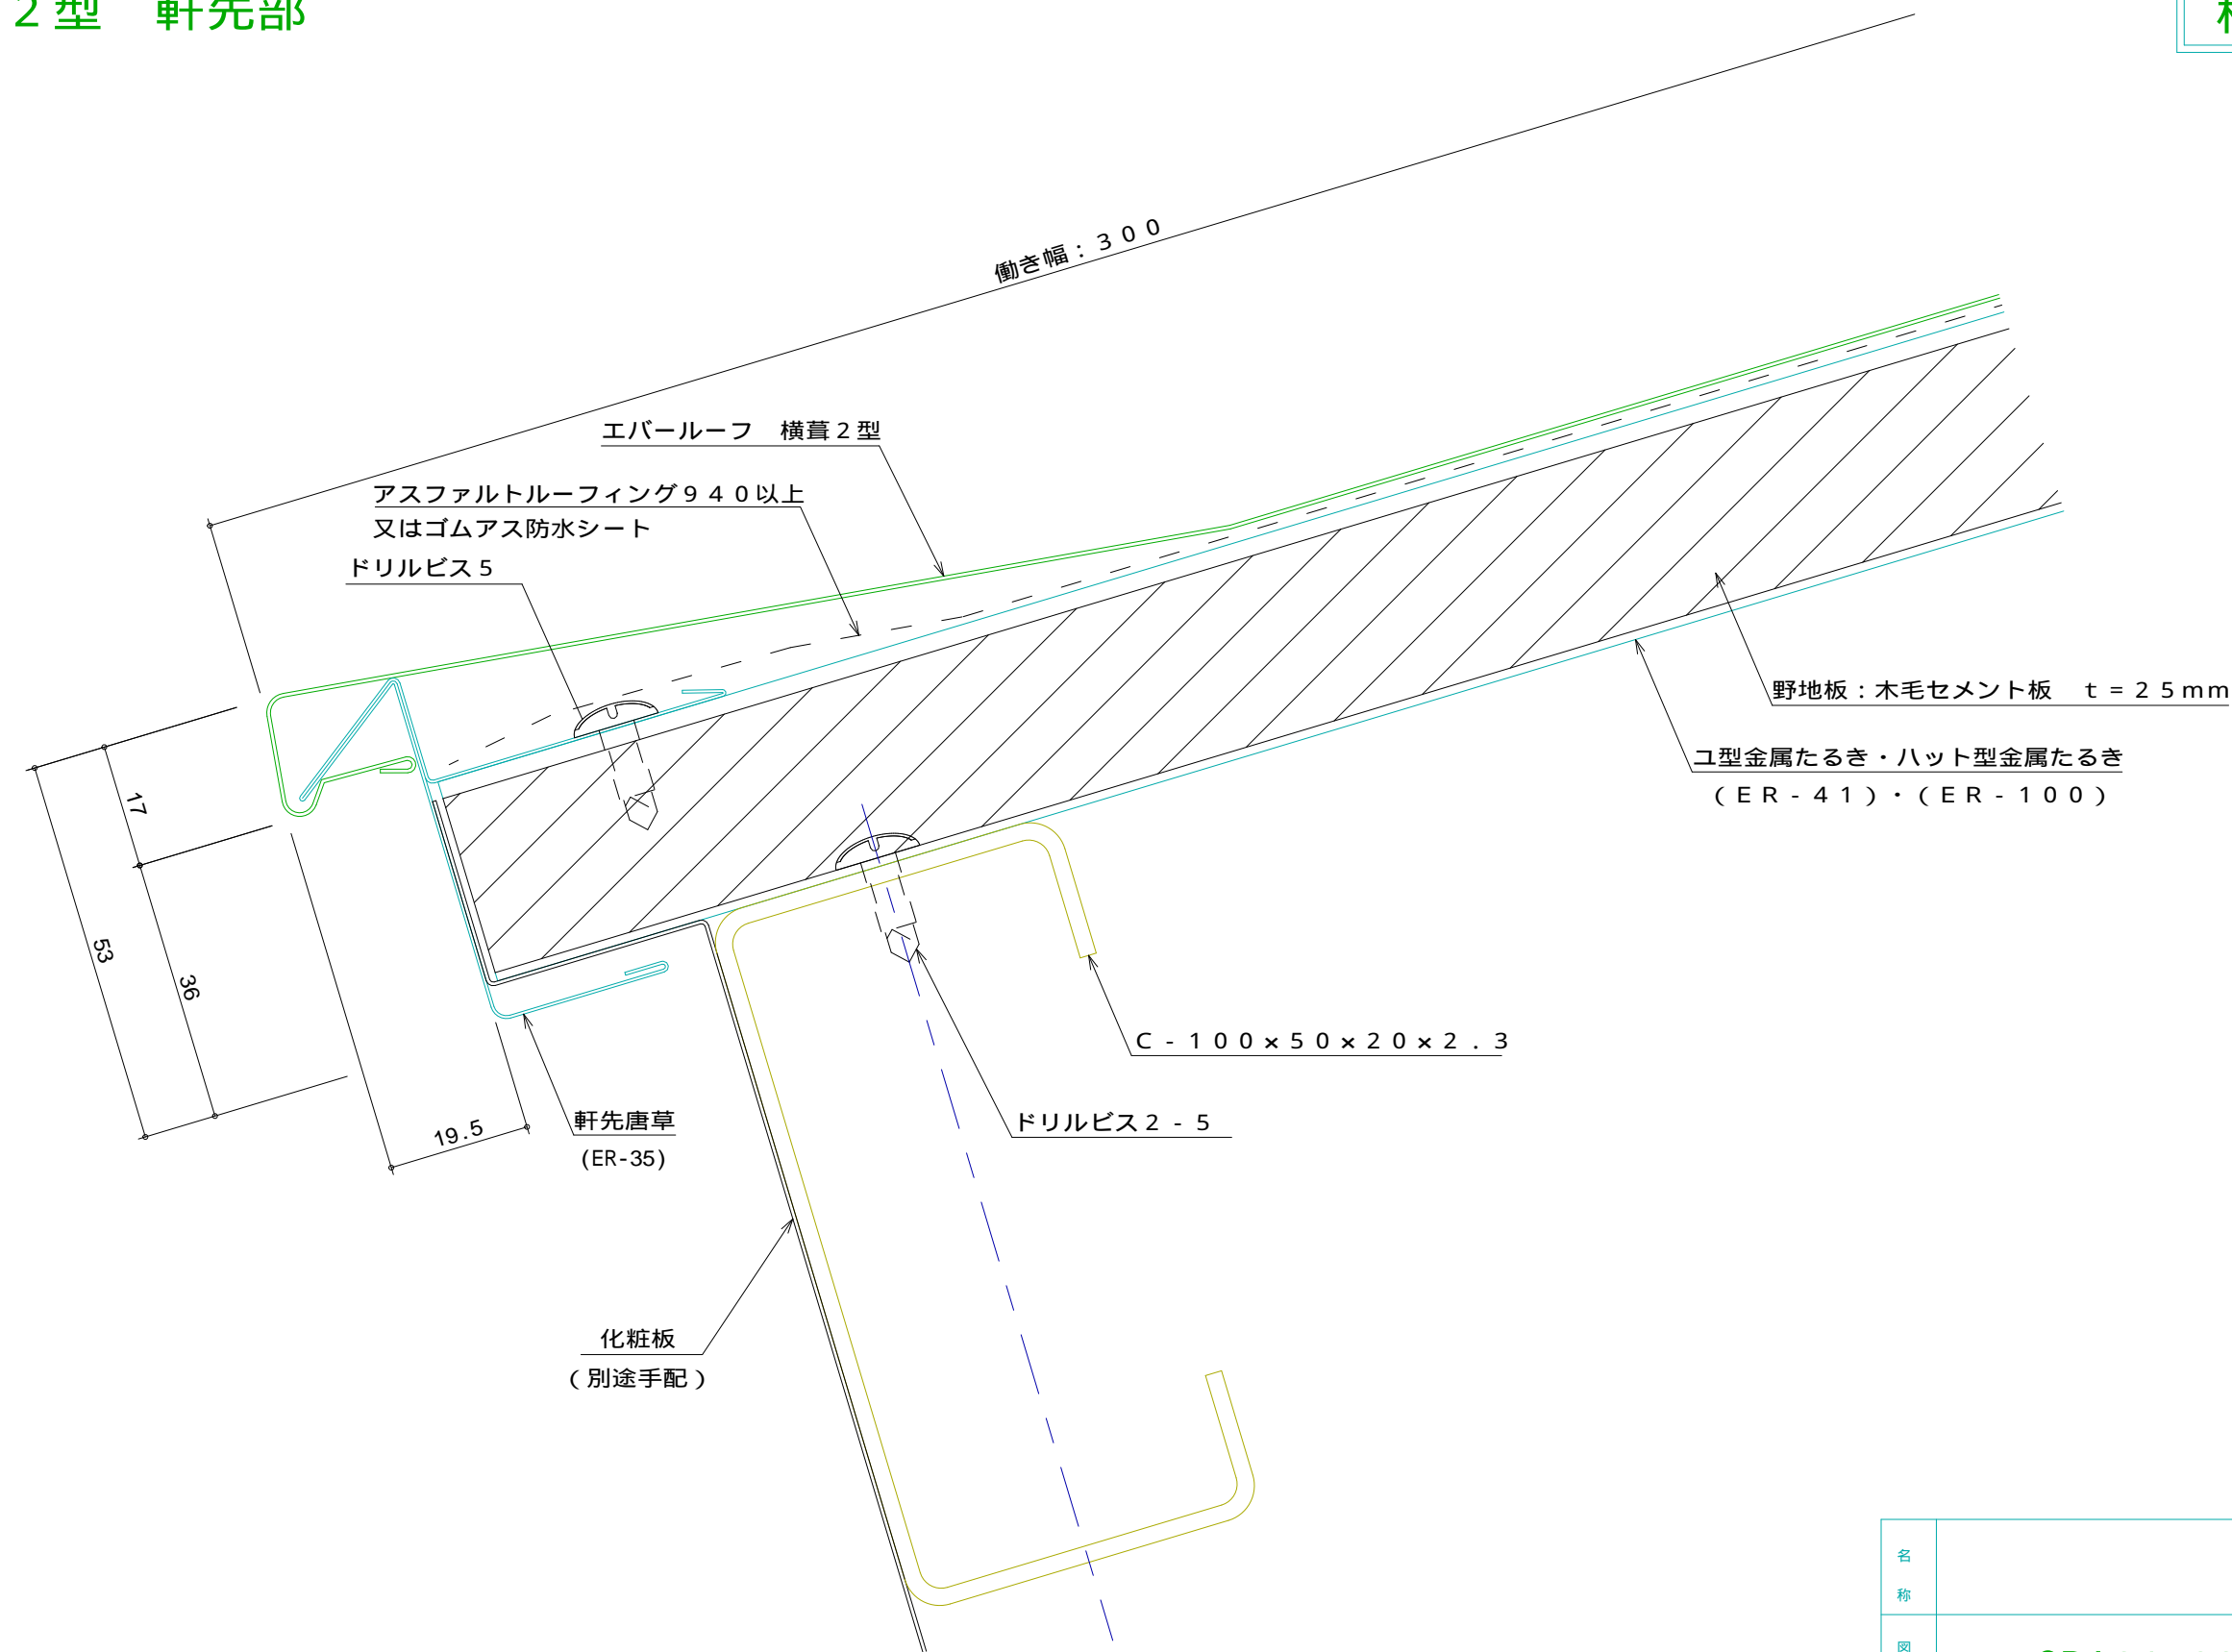 ２型　軒先部
働き幅：３００
エバールーフ　横葺２型
アスファルトルーフィング９４０以上
又はゴムアス防水シート
ドリルビス５
野地板：木毛セメント板　ｔ＝２５ｍｍ
ユ型金属たるき・ハット型金属たるき
（ＥＲ－４１）・（ＥＲ－１００）
17
53
36
19.5
Ｃ－１００×５０×２０×２．３
軒先唐草
(ER-35)
ドリルビス２－５
化粧板
（別途手配）
名
称
図